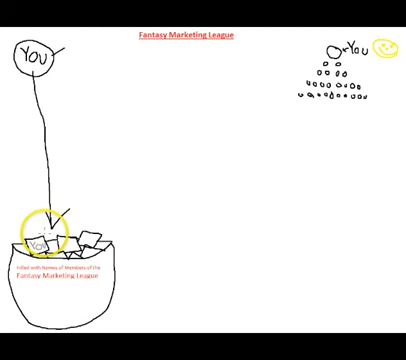 Fantasy Marketing League
YOU
YOU
YOU
Filled with Names of Members of the
Fantasy Marketing League